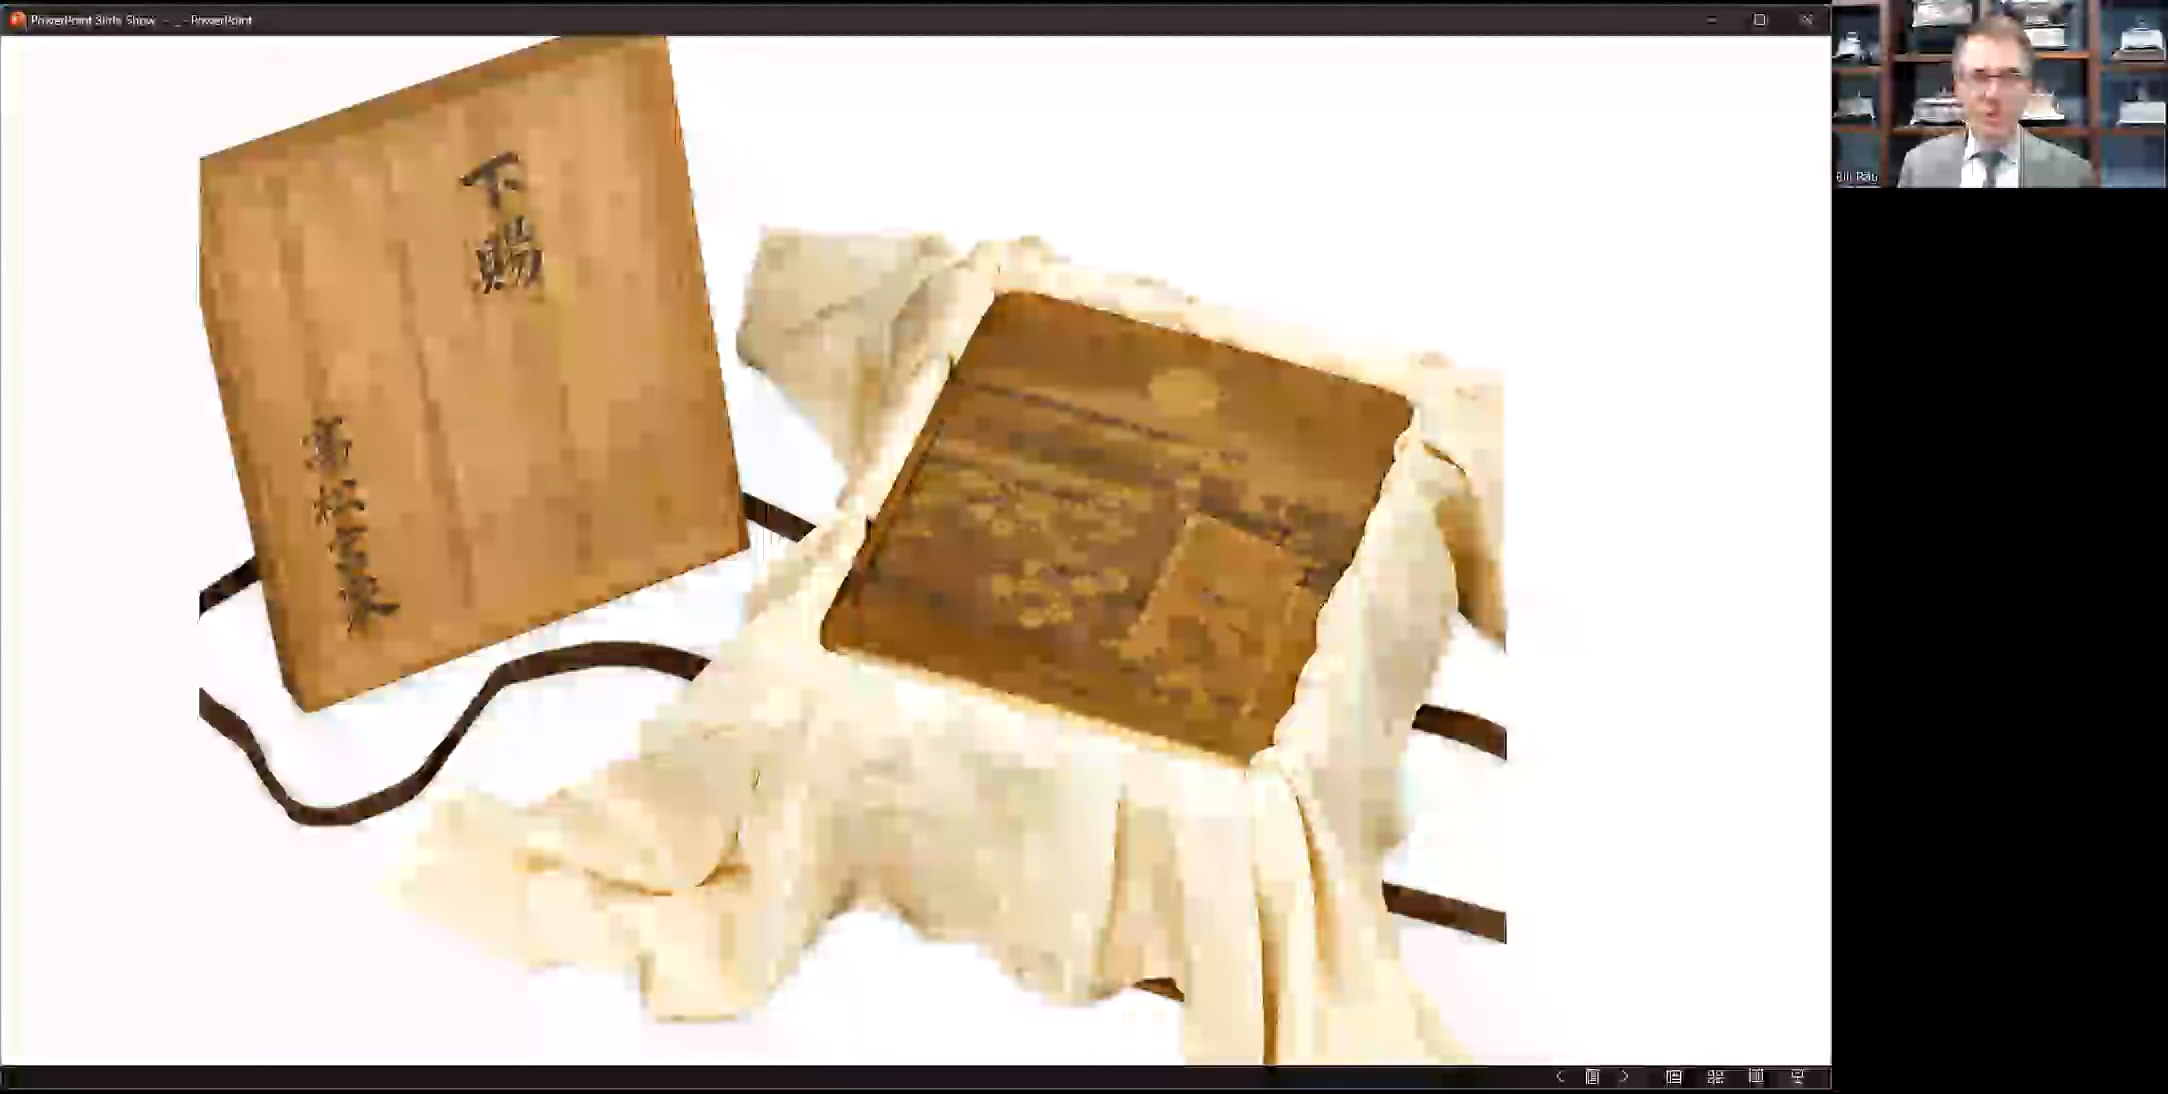 PowerPoint Slide Show - _ - PowerPoint
下賜
高松宮家
Bill Rau